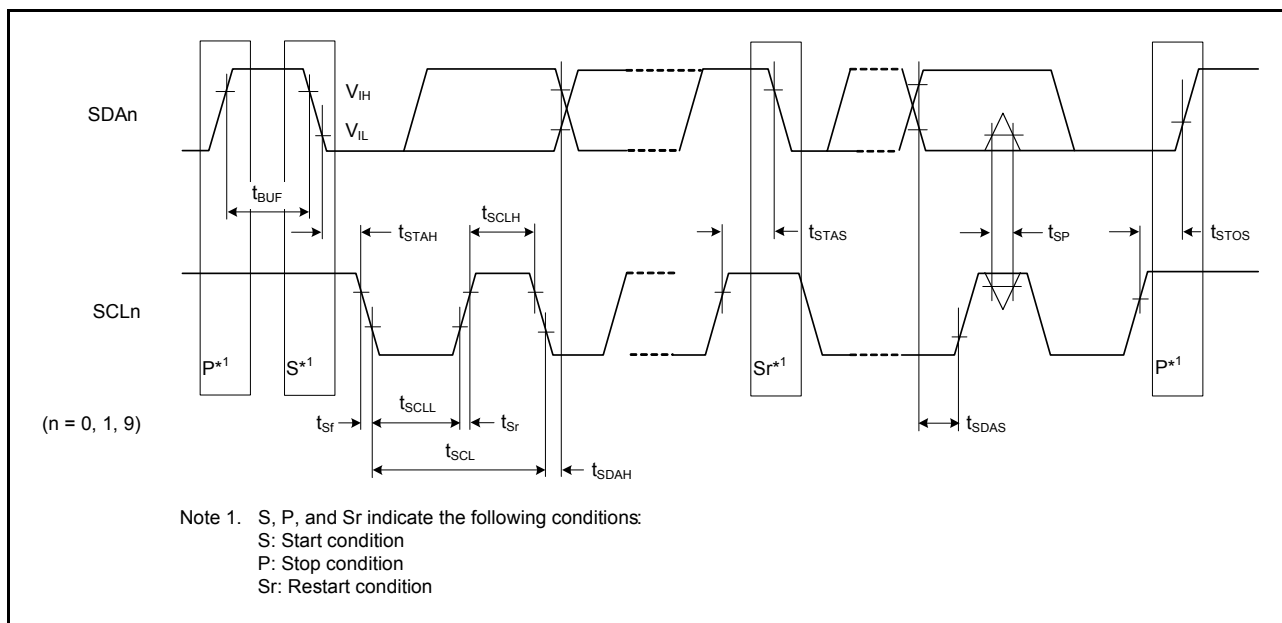 SDAn
VIH
VIL
tBUF
tSTAH
tSCLH
tSTAS
tSP
tSTOS
SCLn
P*1
S*1
Sr*1
P*1
(n = 0, 1, 9)
tSf
tSCLL
tSr
tSCL
tSDAH
tSDAS
Note 1. S, P, and Sr indicate the following conditions:
S: Start condition
P: Stop condition
Sr: Restart condition